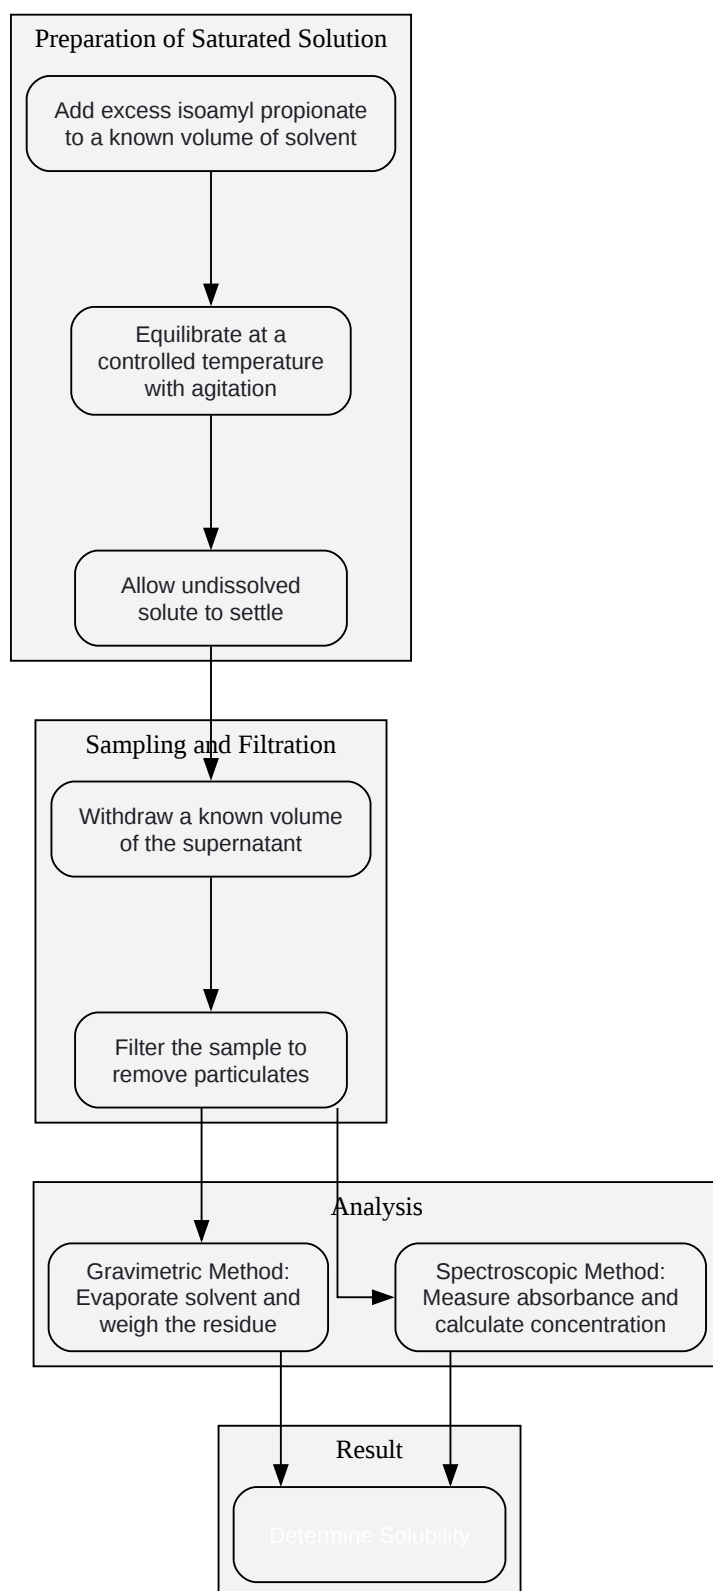 Preparation of Saturated Solution
Add excess isoamyl propionate
to a known volume of solvent
Equilibrate at a
controlled temperature
with agitation
Allow undissolved
solute to settle
Sampling and Filtration
Withdraw a known volume
of the supernatant
Filter the sample to
remove particulates
Analysis
Gravimetric Method:
Evaporate solvent and
weigh the residue
Spectroscopic Method:
Measure absorbance and
calculate concentration
Result
Determine Solubility